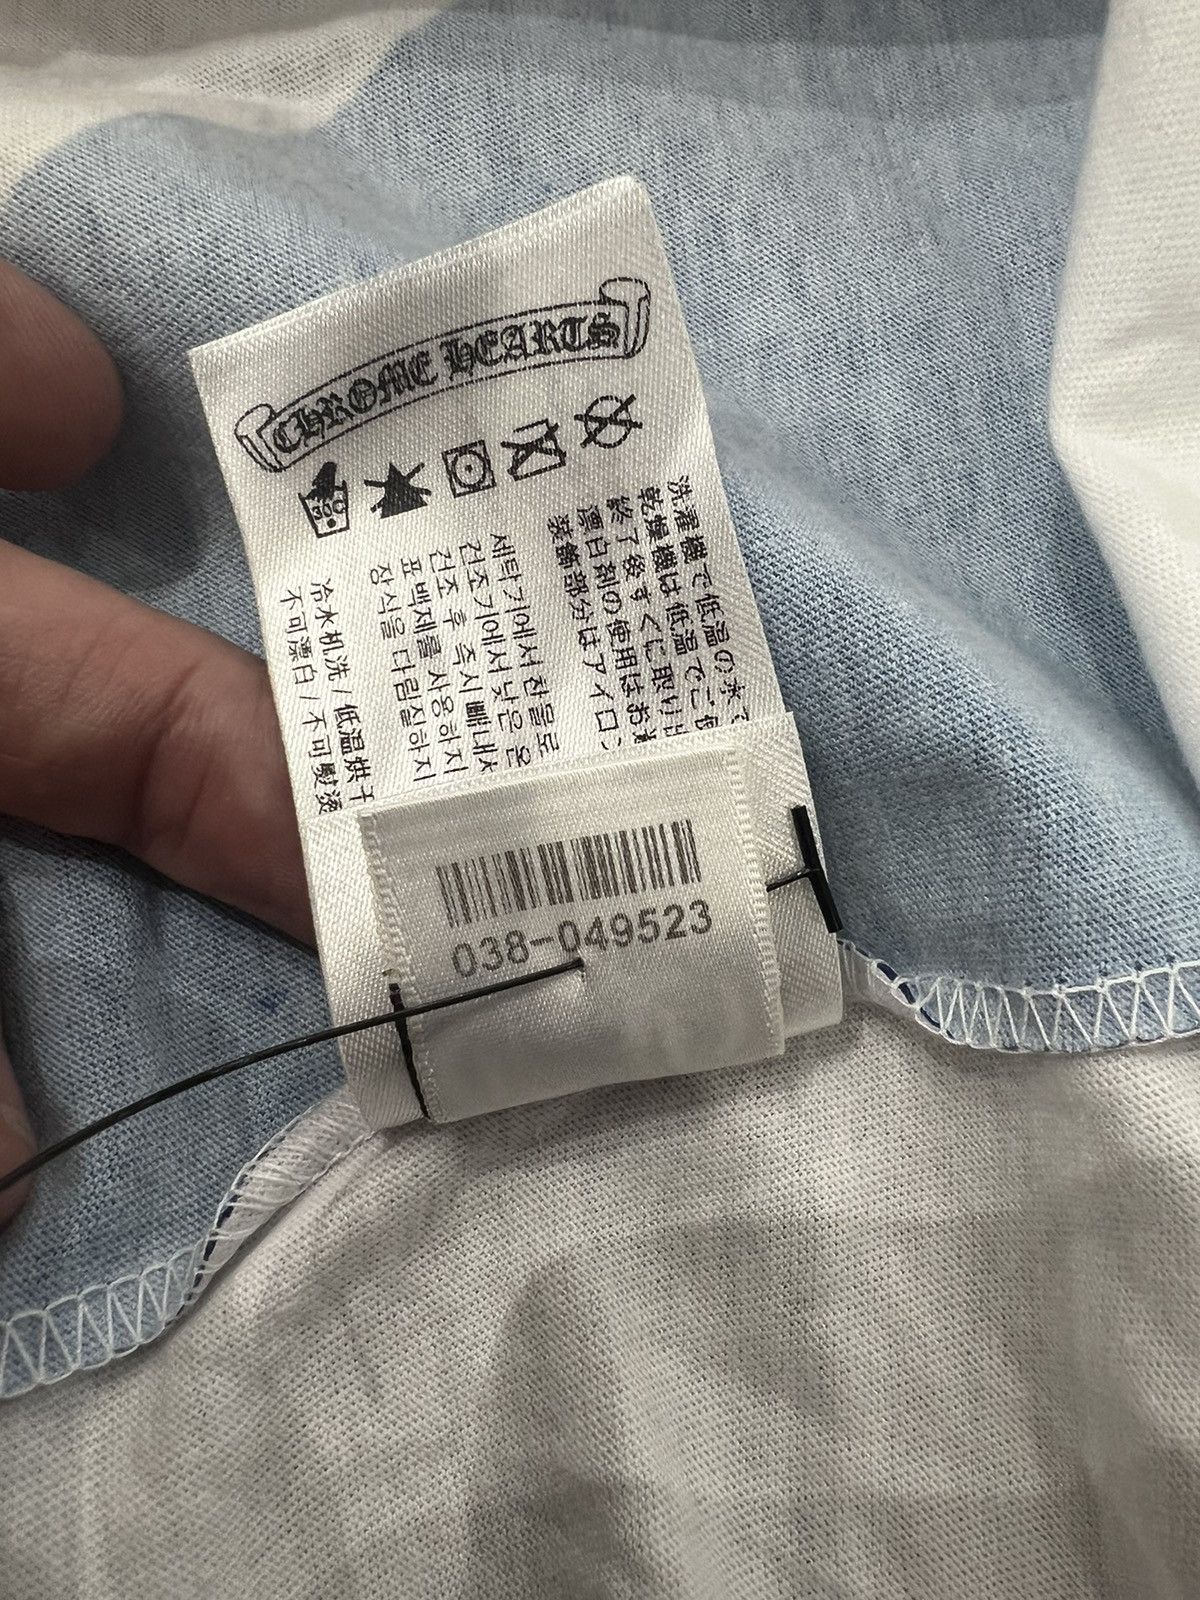 CHROME HEARTS
30C
洗濯機で低温の水で
乾燥機は低温でご使
終了後すぐに取り出
漂白剤の使用はお
装飾部分はアイロン
세탁기에서 찬물로
건조기에서 낮은 온
건조 후 즉시 빼내
표백제를 사용하지
장식을 다림질하지
冷水机洗/低温烘干
不可漂白/不可熨烫
038-049523